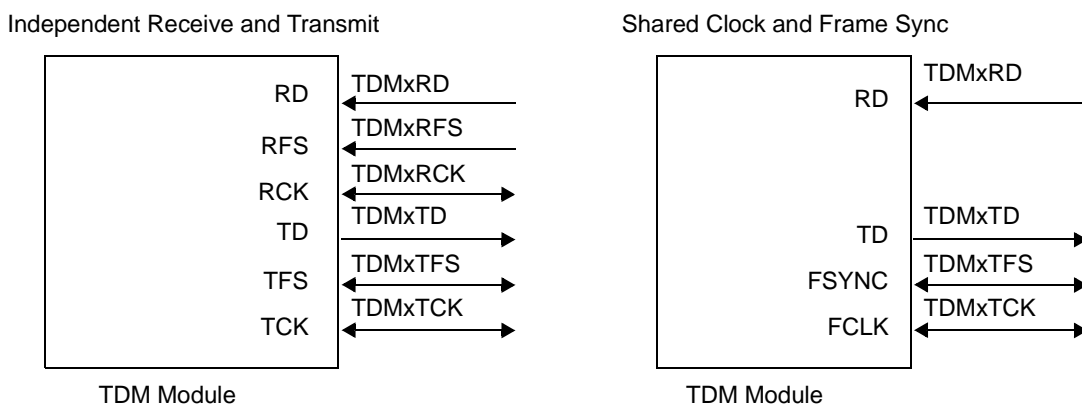 Independent Receive and Transmit
RD
TDMxRD
RFS
TDMxRFS
RCK
TDMxRCK
TD
TDMxTD
TFS
TDMxTFS
TCK
TDMxTCK
TDM Module
Shared Clock and Frame Sync
RD
TDMxRD
TD
TDMxTD
FSYNC
TDMxTFS
FCLK
TDMxTCK
TDM Module